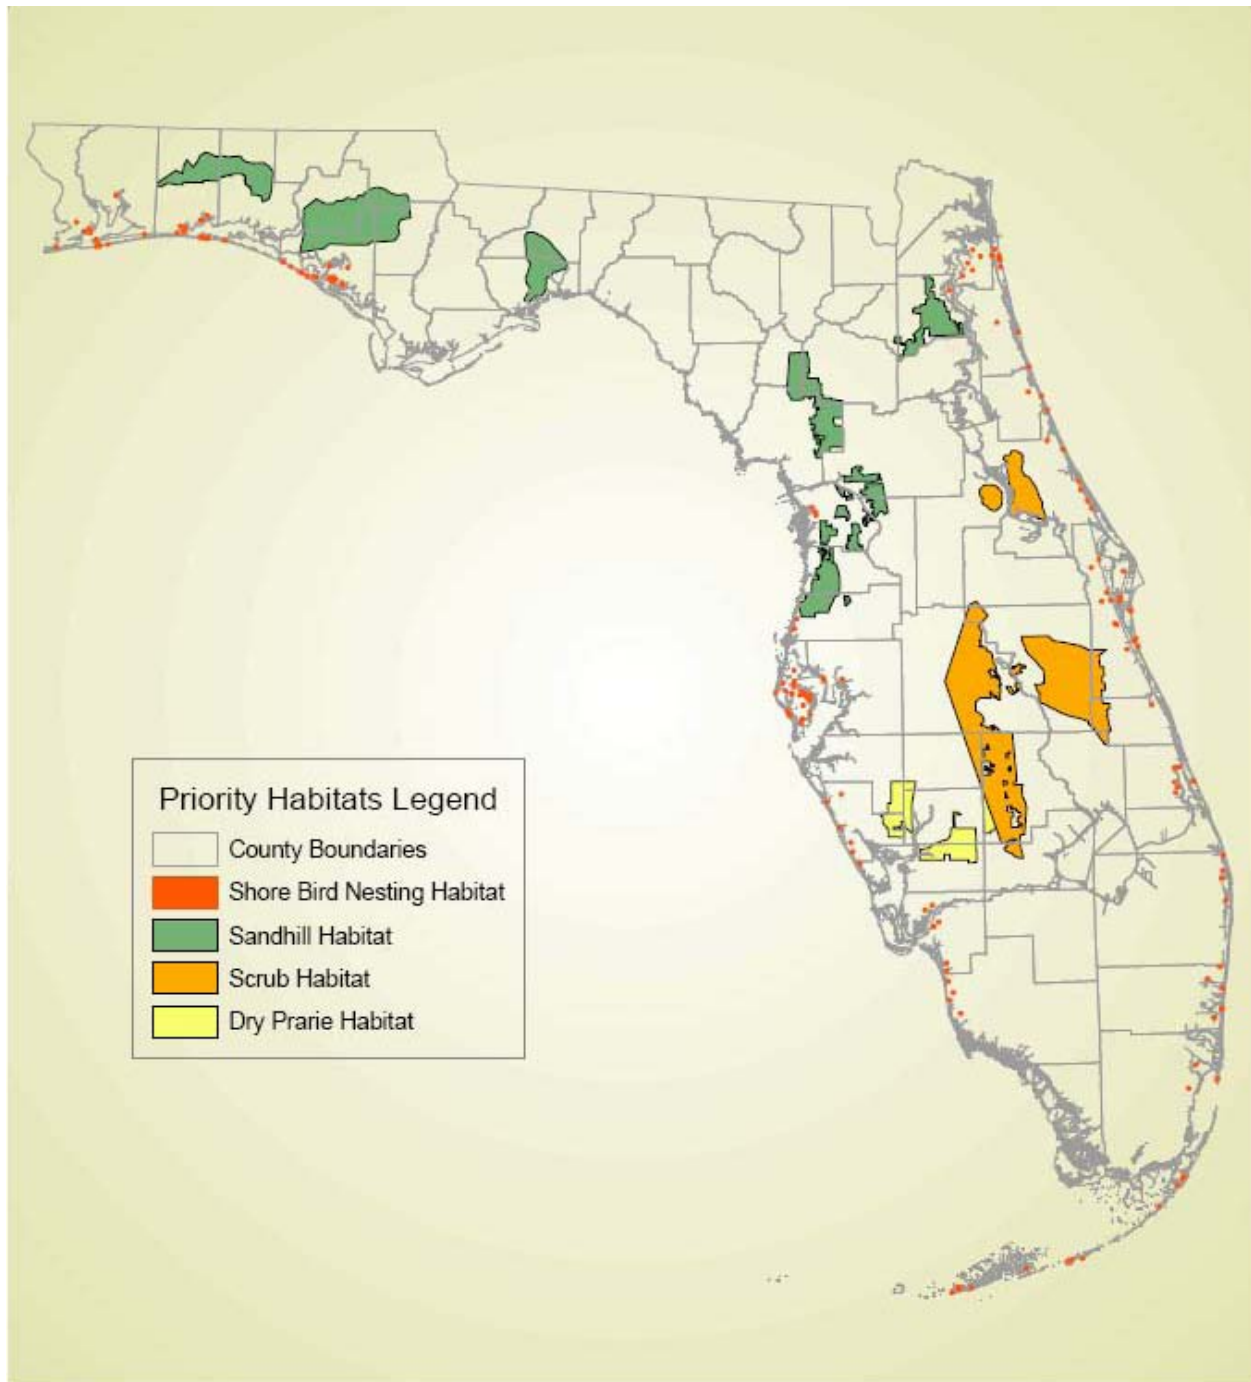 Priority Habitats Legend
County Boundaries
Shore Bird Nesting Habitat
Sandhill Habitat
Scrub Habitat
Dry Prarie Habitat